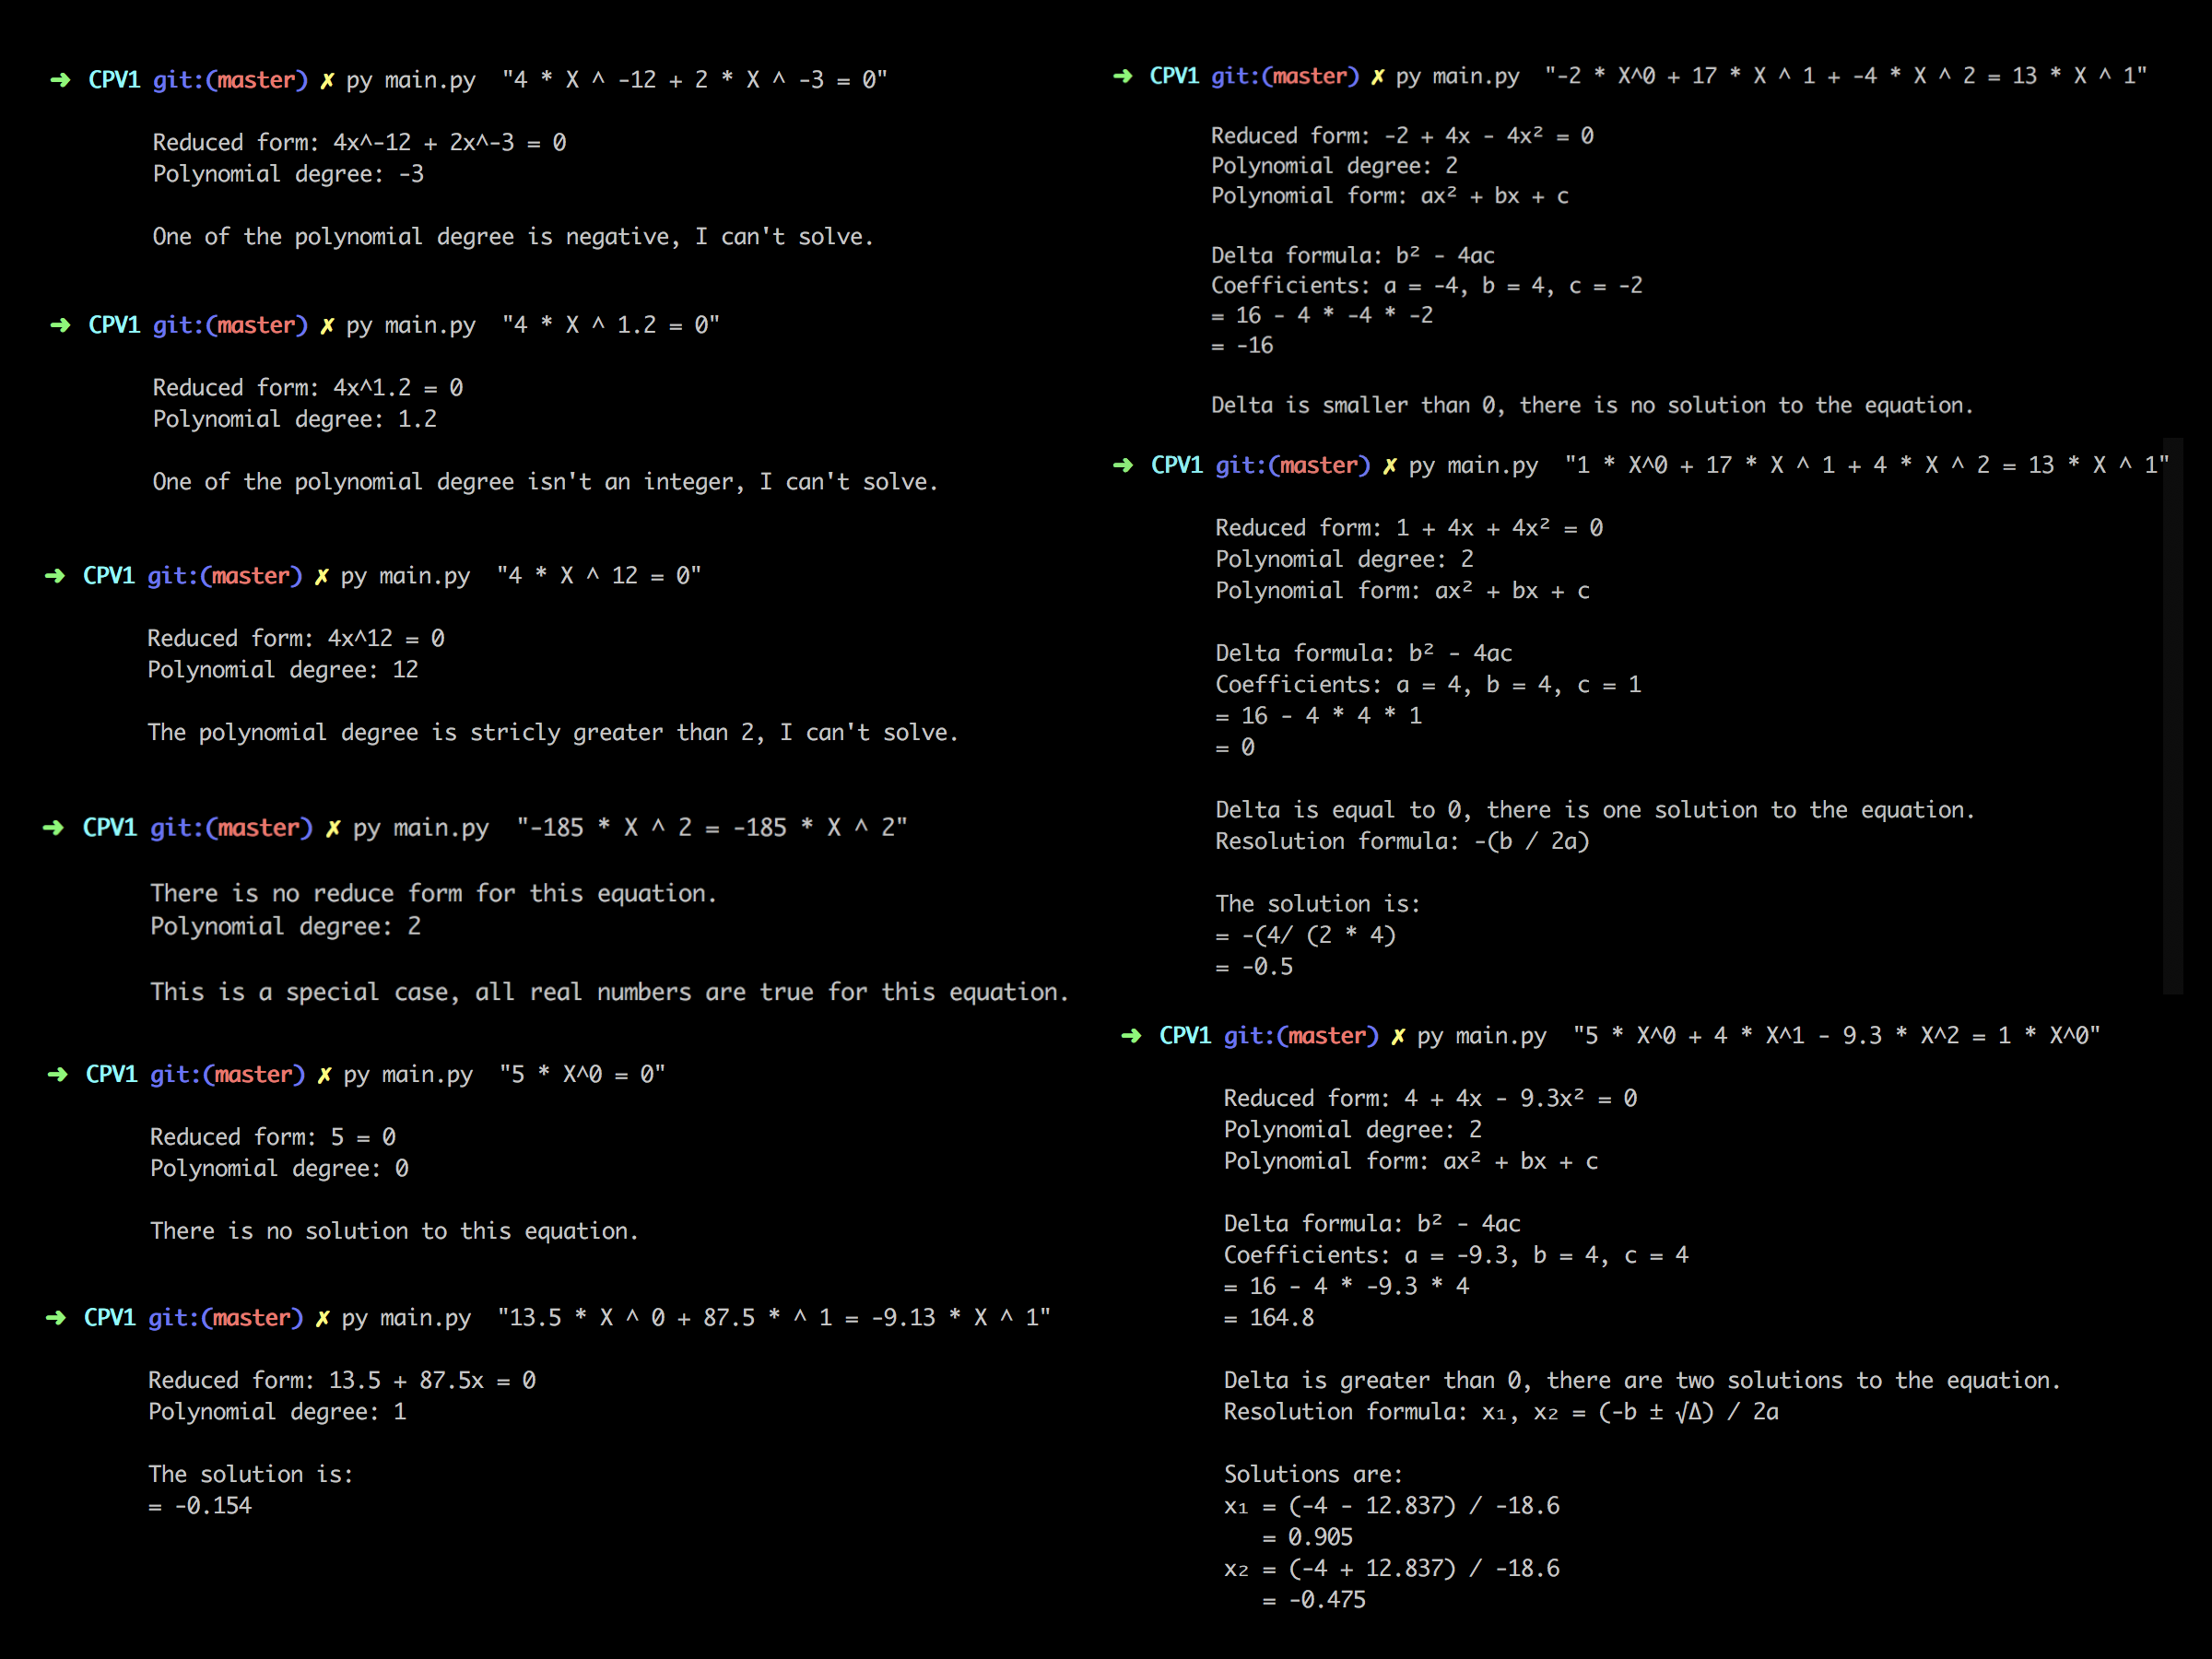 ➜ CPV1 git:(master) ✗ py main.py "4 * X ^ -12 + 2 * X ^ -3 = 0"
Reduced form: 4x^-12 + 2x^-3 = 0
Polynomial degree: -3
One of the polynomial degree is negative, I can't solve.
➜ CPV1 git:(master) ✗ py main.py "4 * X ^ 1.2 = 0"
Reduced form: 4x^1.2 = 0
Polynomial degree: 1.2
One of the polynomial degree isn't an integer, I can't solve.
➜ CPV1 git:(master) ✗ py main.py "4 * X ^ 12 = 0"
Reduced form: 4x^12 = 0
Polynomial degree: 12
The polynomial degree is stricly greater than 2, I can't solve.
➜ CPV1 git:(master) ✗ py main.py "-185 * X ^ 2 = -185 * X ^ 2"
There is no reduce form for this equation.
Polynomial degree: 2
This is a special case, all real numbers are true for this equation.
➜ CPV1 git:(master) ✗ py main.py "5 * X^0 = 0"
Reduced form: 5 = 0
Polynomial degree: 0
There is no solution to this equation.
➜ CPV1 git:(master) ✗ py main.py "13.5 * X ^ 0 + 87.5 * ^ 1 = -9.13 * X ^ 1"
Reduced form: 13.5 + 87.5x = 0
Polynomial degree: 1
The solution is:
= -0.154
➜ CPV1 git:(master) ✗ py main.py "-2 * X^0 + 17 * X ^ 1 + -4 * X ^ 2 = 13 * X ^ 1"
Reduced form: -2 + 4x - 4x² = 0
Polynomial degree: 2
Polynomial form: ax² + bx + c
Delta formula: b² - 4ac
Coefficients: a = -4, b = 4, c = -2
= 16 - 4 * -4 * -2
= -16
Delta is smaller than 0, there is no solution to the equation.
➜ CPV1 git:(master) ✗ py main.py "1 * X^0 + 17 * X ^ 1 + 4 * X ^ 2 = 13 * X ^ 1"
Reduced form: 1 + 4x + 4x² = 0
Polynomial degree: 2
Polynomial form: ax² + bx + c
Delta formula: b² - 4ac
Coefficients: a = 4, b = 4, c = 1
= 16 - 4 * 4 * 1
= 0
Delta is equal to 0, there is one solution to the equation.
Resolution formula: -(b / 2a)
The solution is:
= -(4/ (2 * 4)
= -0.5
➜ CPV1 git:(master) ✗ py main.py "5 * X^0 + 4 * X^1 - 9.3 * X^2 = 1 * X^0"
Reduced form: 4 + 4x - 9.3x² = 0
Polynomial degree: 2
Polynomial form: ax² + bx + c
Delta formula: b² - 4ac
Coefficients: a = -9.3, b = 4, c = 4
= 16 - 4 * -9.3 * 4
= 164.8
Delta is greater than 0, there are two solutions to the equation.
Resolution formula: x₁, x₂ = (-b ± √Δ) / 2a
Solutions are:
x₁ = (-4 - 12.837) / -18.6
= 0.905
x₂ = (-4 + 12.837) / -18.6
= -0.475